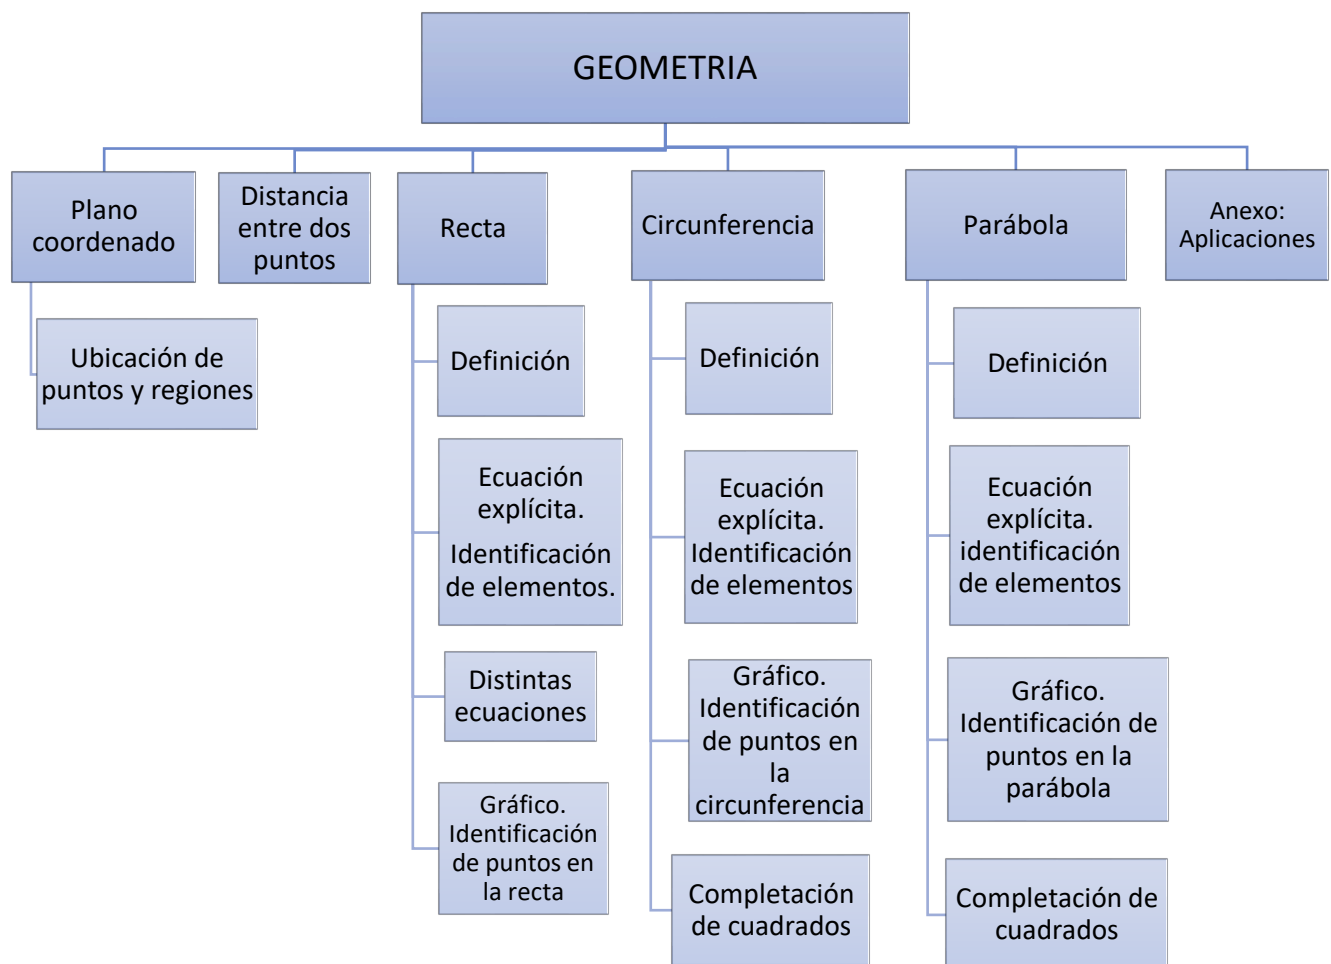 GEOMETRIA
Plano
coordenado
Ubicación de
puntos y regiones
Distancia
entre dos
puntos
Recta
Definición
Ecuación
explícita.
Identificación
de elementos.
Distintas
ecuaciones
Gráfico.
Identificación
de puntos en
la recta
Circunferencia
Definición
Ecuación
explícita.
Identificación
de elementos
Gráfico.
Identificación
de puntos en
la
circunferencia
Completación
de cuadrados
Parábola
Definición
Ecuación
explícita.
identificación
de elementos
Gráfico.
Identificación de
puntos en la
parábola
Completación de
cuadrados
Anexo:
Aplicaciones